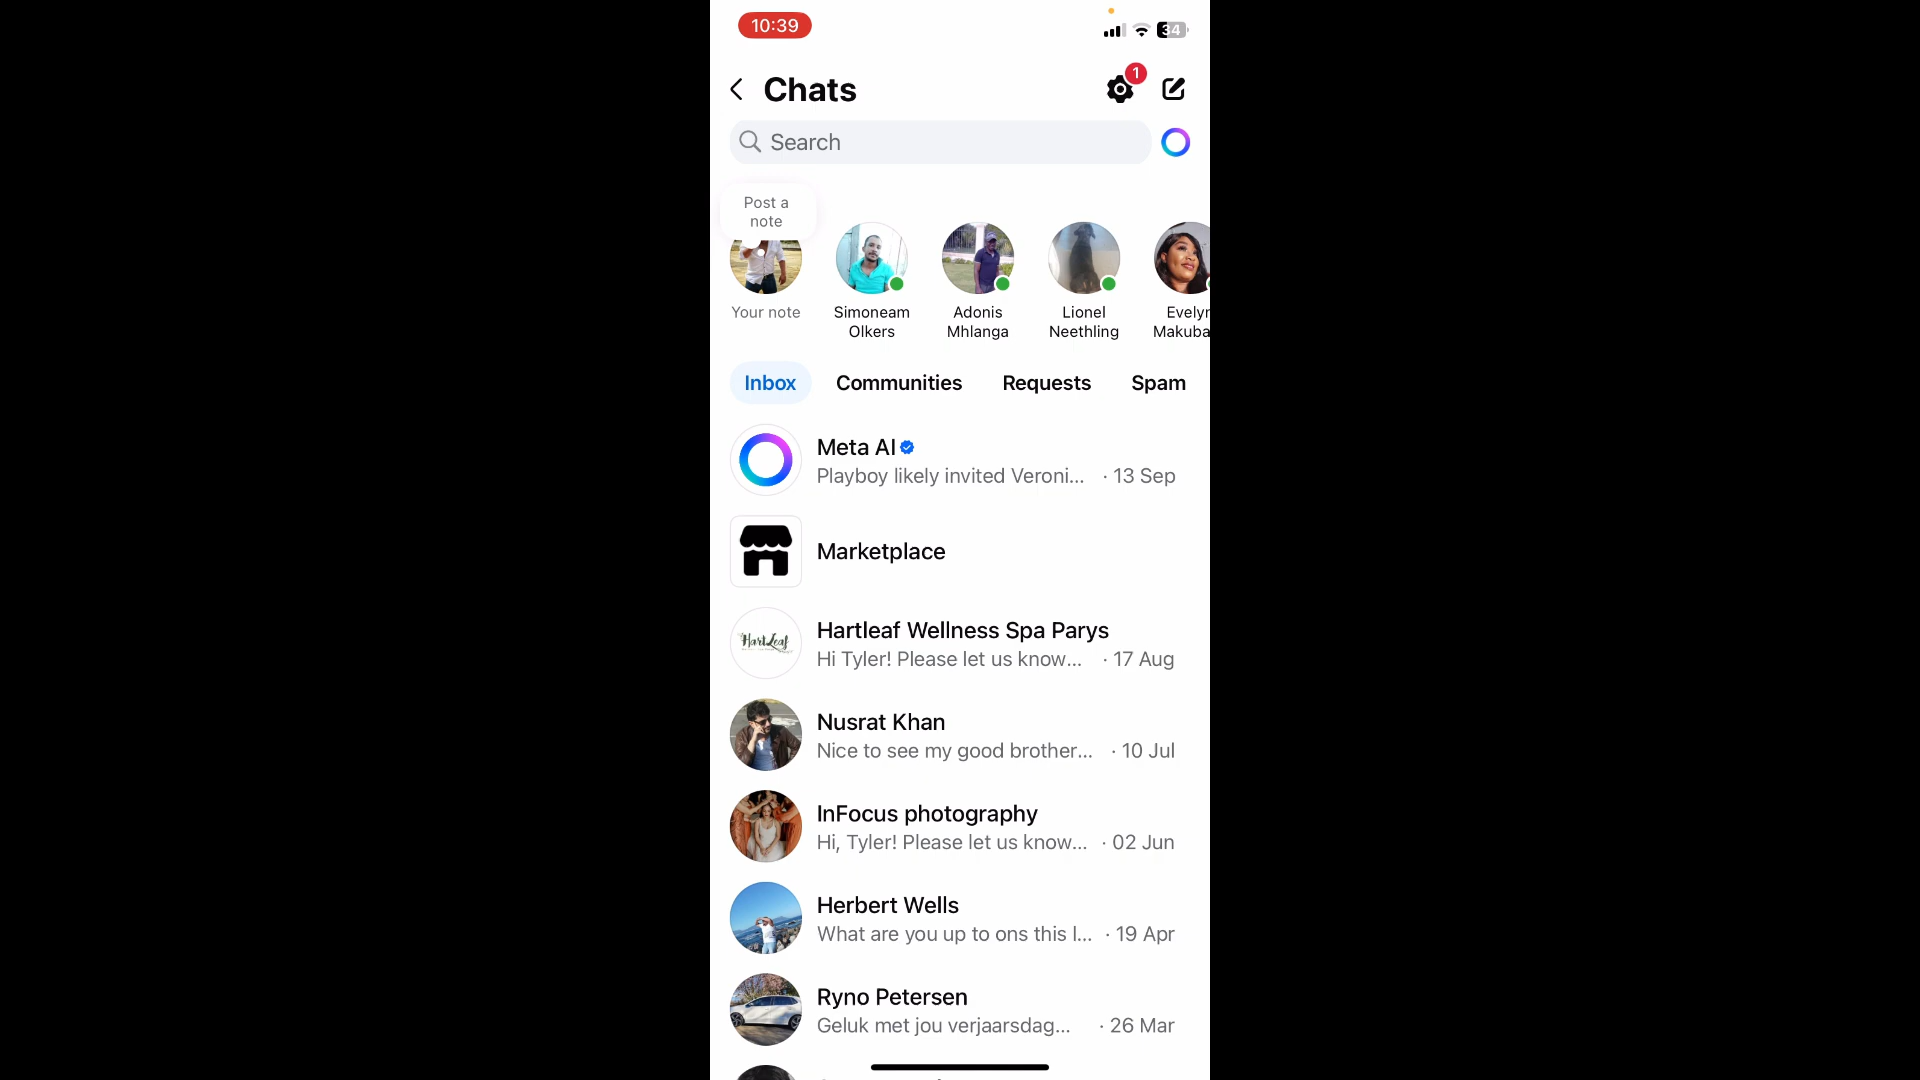 10:39
34
Chats
1
Search
Post a
note
Your note
Simoneam
Olkers
Adonis
Mhlanga
Lionel
Neethling
Evelyn
Makuba
Inbox
Communities
Requests
Spam
Meta AI
Playboy likely invited Veroni... · 13 Sep
Marketplace
HartLeaf
Hartleaf Wellness Spa Parys
Hi Tyler! Please let us know... · 17 Aug
Nusrat Khan
Nice to see my good brother... · 10 Jul
InFocus photography
Hi, Tyler! Please let us know... · 02 Jun
Herbert Wells
What are you up to ons this l... · 19 Apr
Ryno Petersen
Geluk met jou verjaarsdag... · 26 Mar